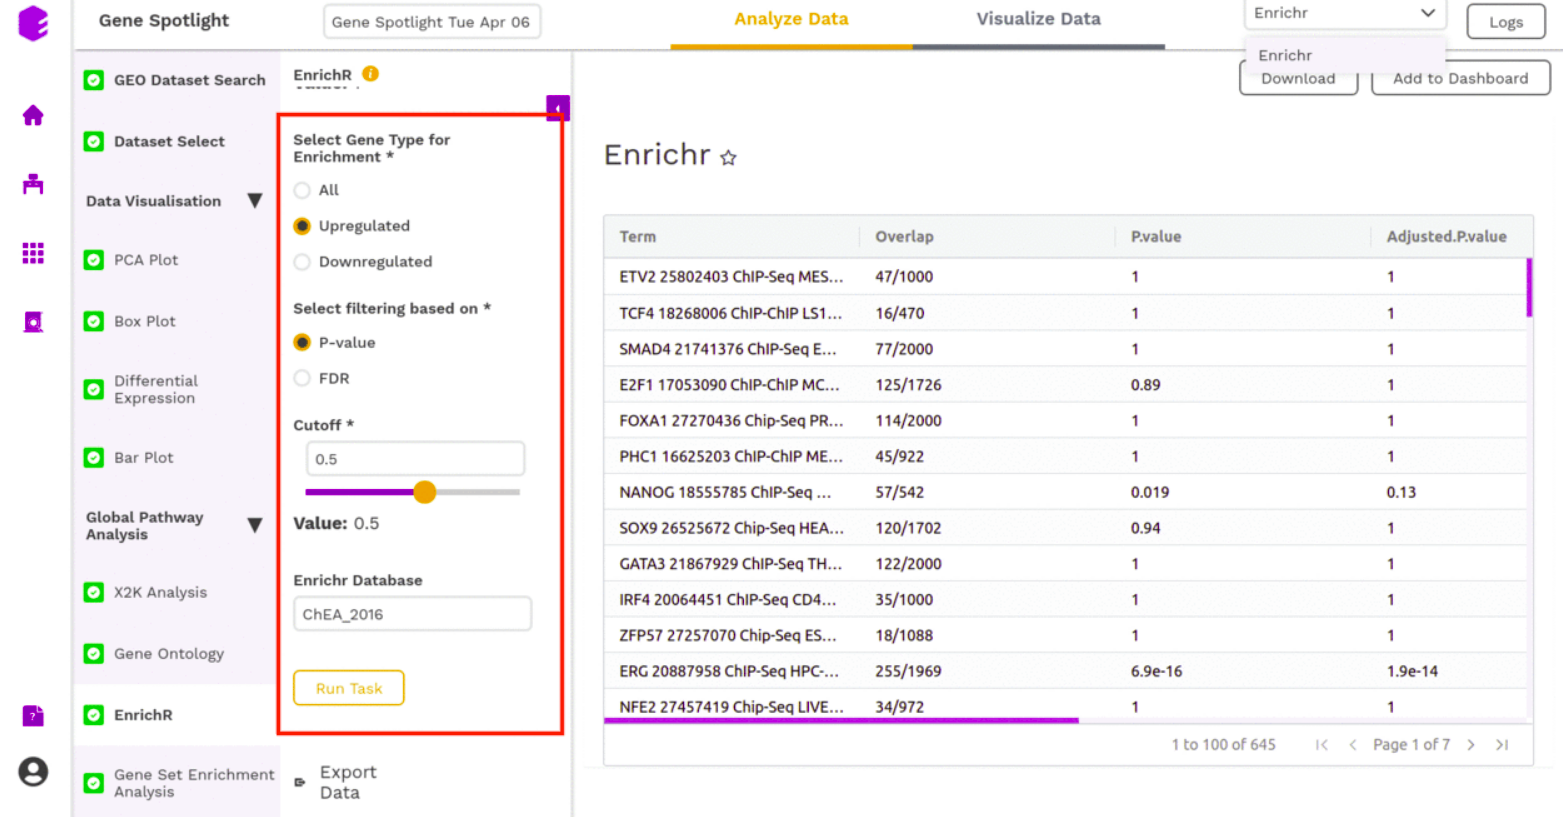 Gene Spotlight
Gene Spotlight Tue Apr 06
Analyze Data
Visualize Data
Enrichr
Logs
Enrichr
Download
Add to Dashboard
GEO Dataset Search
Dataset Select
Data Visualisation
PCA Plot
Box Plot
Differential
Expression
Bar Plot
Global Pathway
Analysis
X2K Analysis
Gene Ontology
EnrichR
Gene Set Enrichment
Analysis
EnrichR
Select Gene Type for
Enrichment *
All
Upregulated
Downregulated
Select filtering based on *
P-value
FDR
Cutoff *
0.5
Value: 0.5
Enrichr Database
ChEA_2016
Run Task
Export
Data
Enrichr
Term Overlap P.value Adjusted.P.value
ETV2 25802403 ChIP-Seq MES... 47/1000 1 1
TCF4 18268006 ChIP-ChIP LS1... 16/470 1 1
SMAD4 21741376 ChIP-Seq E... 77/2000 1 1
E2F1 17053090 ChIP-ChIP MC... 125/1726 0.89 1
FOXA1 27270436 Chip-Seq PR... 114/2000 1 1
PHC1 16625203 ChIP-ChIP ME... 45/922 1 1
NANOG 18555785 ChIP-Seq ... 57/542 0.019 0.13
SOX9 26525672 Chip-Seq HEA... 120/1702 0.94 1
GATA3 21867929 ChIP-Seq TH... 122/2000 1 1
IRF4 20064451 ChIP-Seq CD4... 35/1000 1 1
ZFP57 27257070 Chip-Seq ES... 18/1088 1 1
ERG 20887958 ChIP-Seq HPC-... 255/1969 6.9e-16 1.9e-14
NFE2 27457419 Chip-Seq LIVE... 34/972 1 1
1 to 100 of 645 Page 1 of 7